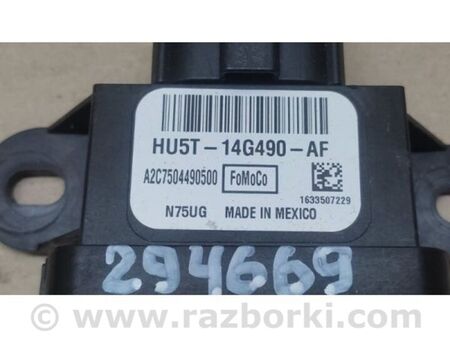 HU5T-14G490-AF
A2C7504490500 FoMoCo
1633507229
N75UG MADE IN MEXICO
294669
www.razborki.com